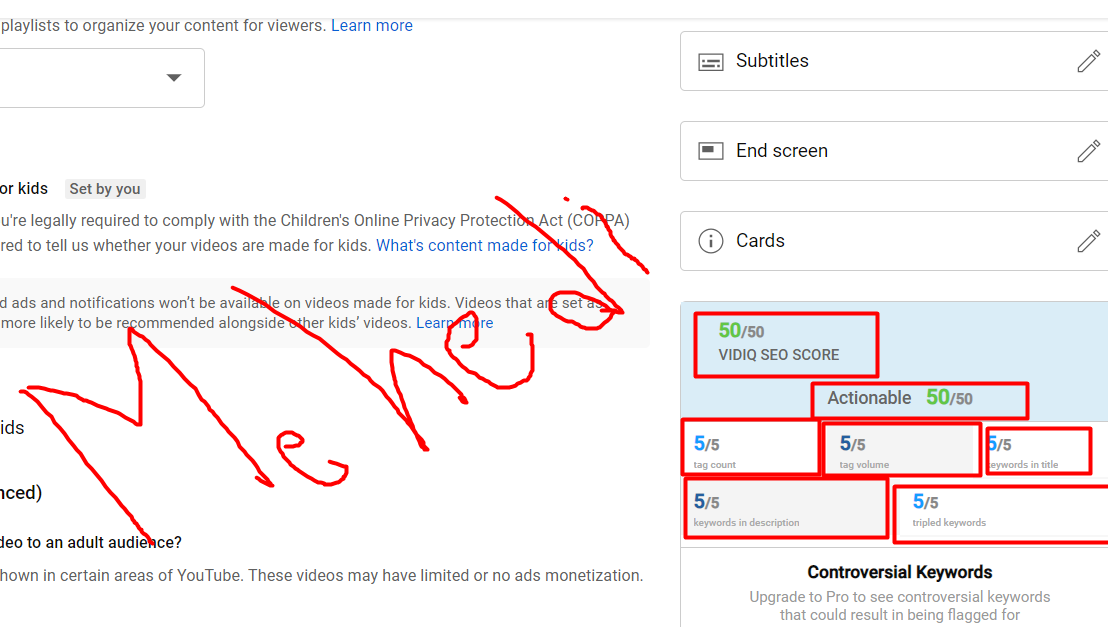 playlists to organize your content for viewers. Learn more
or kids Set by you
u're legally required to comply with the Children's Online Privacy Protection Act (COPPA)
red to tell us whether your videos are made for kids. What's content made for kids?
d ads and notifications won't be available on videos made for kids. Videos that are set as
more likely to be recommended alongside other kids' videos. Learn more
ids
nced)
deo to an adult audience?
hown in certain areas of YouTube. These videos may have limited or no ads monetization.
Subtitles
End screen
Cards
50/50
VIDIQ SEO SCORE
Actionable 50/50
5/5
tag count
5/5
tag volume
5/5
eywords in title
5/5
keywords in description
5/5
tripled keywords
Controversial Keywords
Upgrade to Pro to see controversial keywords
that could result in being flagged for